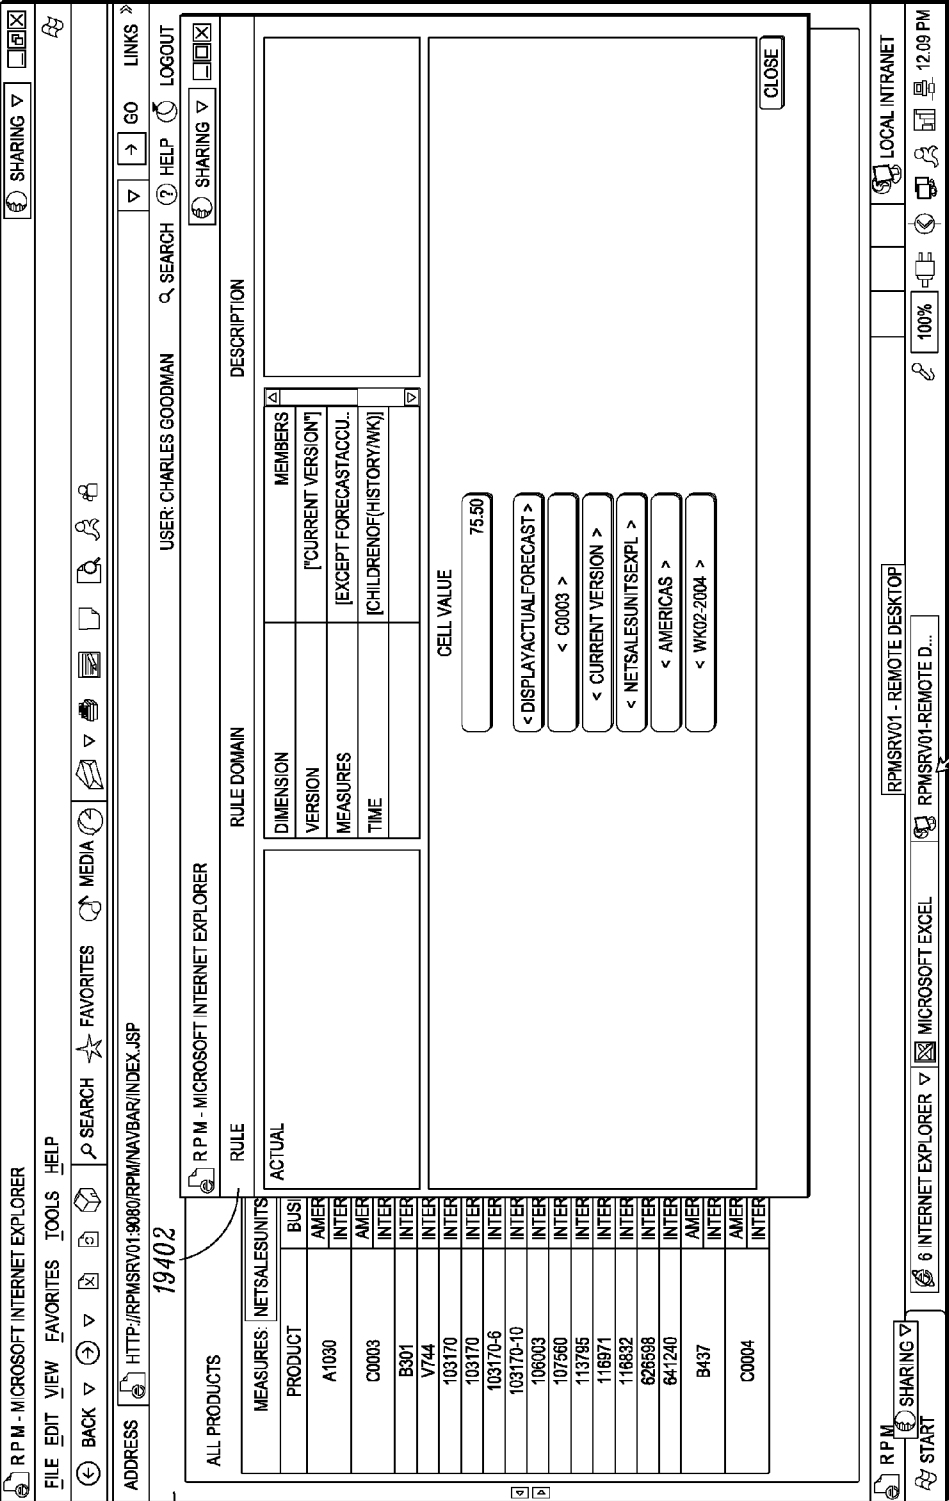 R P M - MICROSOFT INTERNET EXPLORER SHARING
FILE EDIT VIEW FAVORITES TOOLS HELP
BACK SEARCH FAVORITES MEDIA
ADDRESS HTTP://RPMSRV01:9080/RPM/NAVBAR/INDEX.JSP GO LINKS »
19402
USER: CHARLES GOODMAN SEARCH ? HELP LOGOUT
R P M - MICROSOFT INTERNET EXPLORER SHARING
RULE RULE DOMAIN DESCRIPTION
ACTUAL
DIMENSION MEMBERS
VERSION ["CURRENT VERSION"]
MEASURES [EXCEPT FORECASTACCU..
TIME [CHILDRENOF(HISTORY/WK)]
CELL VALUE
75.50
< DISPLAYACTUALFORECAST >
< C0003 >
< CURRENT VERSION >
< NETSALESUNITSEXPL >
< AMERICAS >
< WK02-2004 >
CLOSE
ALL PRODUCTS
MEASURES: NETSALESUNITS
PRODUCT BUSI
A1030 AMER
INTER
C0003 AMER
INTER
B301 INTER
V744 INTER
103170 INTER
103170 INTER
103170-6 INTER
103170-10 INTER
106003 INTER
107560 INTER
113795 INTER
116971 INTER
116832 INTER
626598 INTER
641240 INTER
B437 AMER
INTER
C0004 AMER
INTER
R P M LOCAL INTRANET
SHARING
RPMSRV01 - REMOTE DESKTOP
START 6 INTERNET EXPLORER MICROSOFT EXCEL RPMSRV01-REMOTE D... 100% 12.09 PM